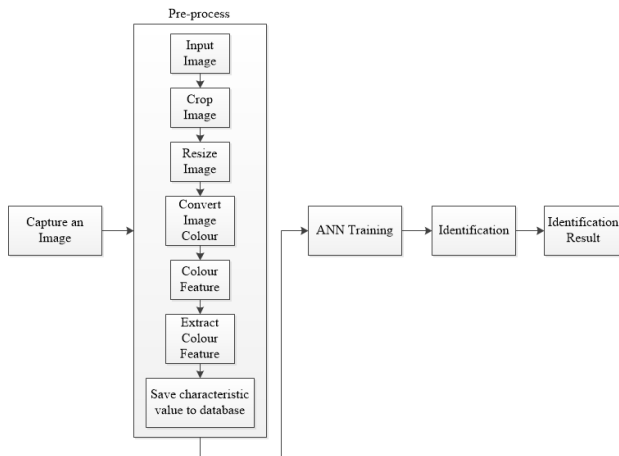 Pre-process
Input
Image
Crop
Image
Resize
Image
Convert
Image
Colour
Colour
Feature
Extract
Colour
Feature
Save characteristic
value to database
Capture an
Image
ANN Training
Identification
Identification
Result